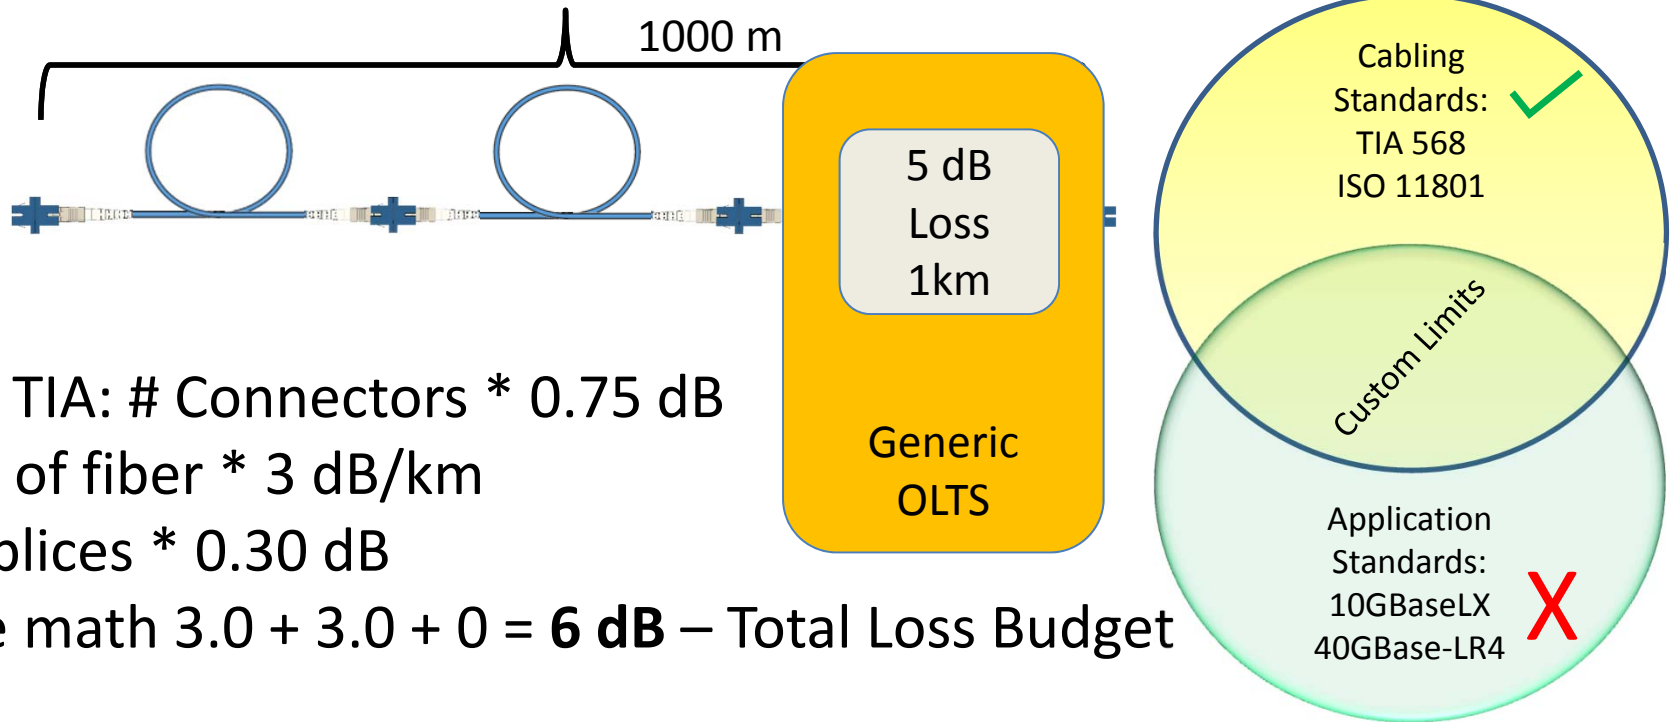 1000 m
5 dB
Loss
1km
Generic
OLTS
Cabling
Standards:
TIA 568
ISO 11801
Custom Limits
Application
Standards:
10GBaseLX
40GBase-LR4
X
TIA: # Connectors * 0.75 dB
of fiber * 3 dB/km
plices * 0.30 dB
e math 3.0 + 3.0 + 0 = 6 dB – Total Loss Budget